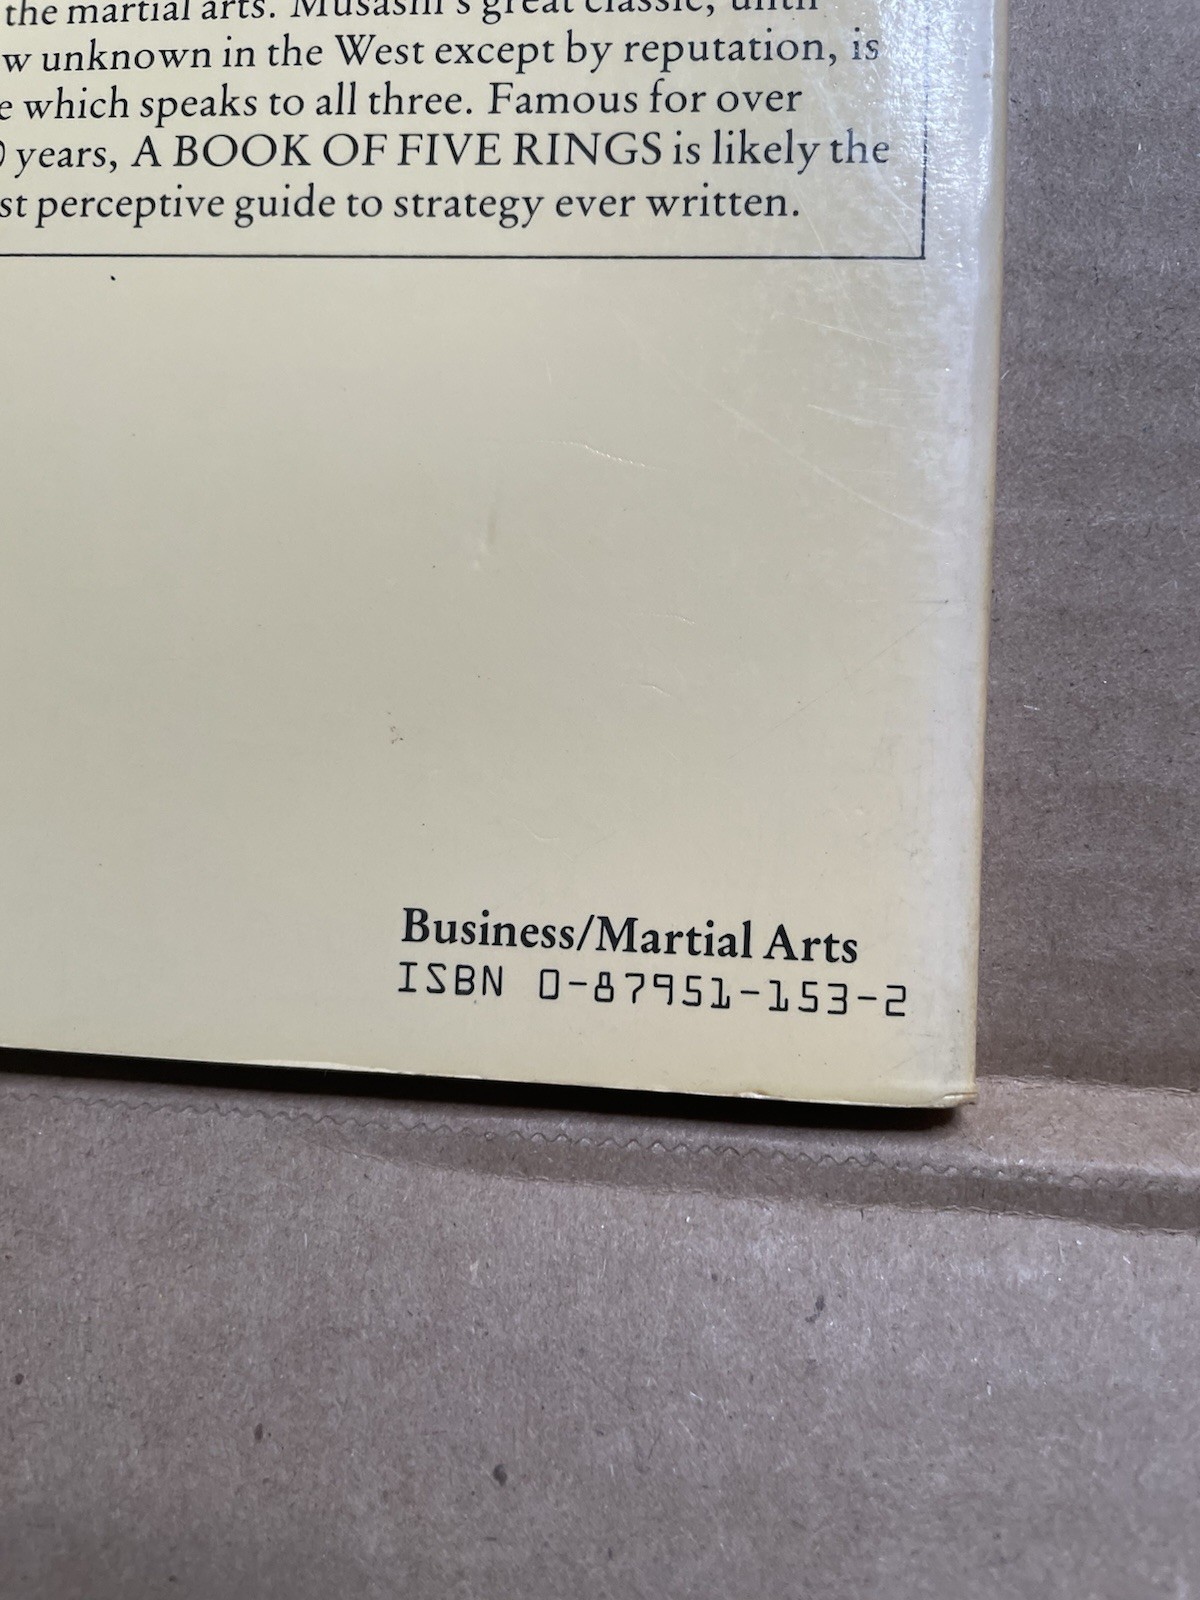 the martial arts. Musashi's great classic, until
w unknown in the West except by reputation, is
e which speaks to all three. Famous for over
0 years, A BOOK OF FIVE RINGS is likely the
st perceptive guide to strategy ever written.
Business/Martial Arts
ISBN 0-87951-153-2